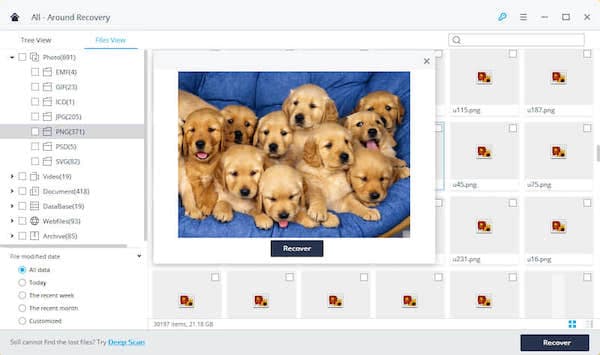 All - Around Recovery
Tree View
Files View
Photo(691)
EMF(4)
GIF(23)
ICO(1)
JPG(205)
PNG(371)
PSD(5)
SVG(82)
Video(19)
Document(418)
DataBase(19)
Webfiles(93)
Archive(85)
File modified date
All data
Today
The recent week
The recent month
Customized
Recover
u115.png
u187.png
u45.png
u75.png
u231.png
u16.png
30197 items, 21.18 GB
Still cannot find the lost files? Try Deep Scan
Recover